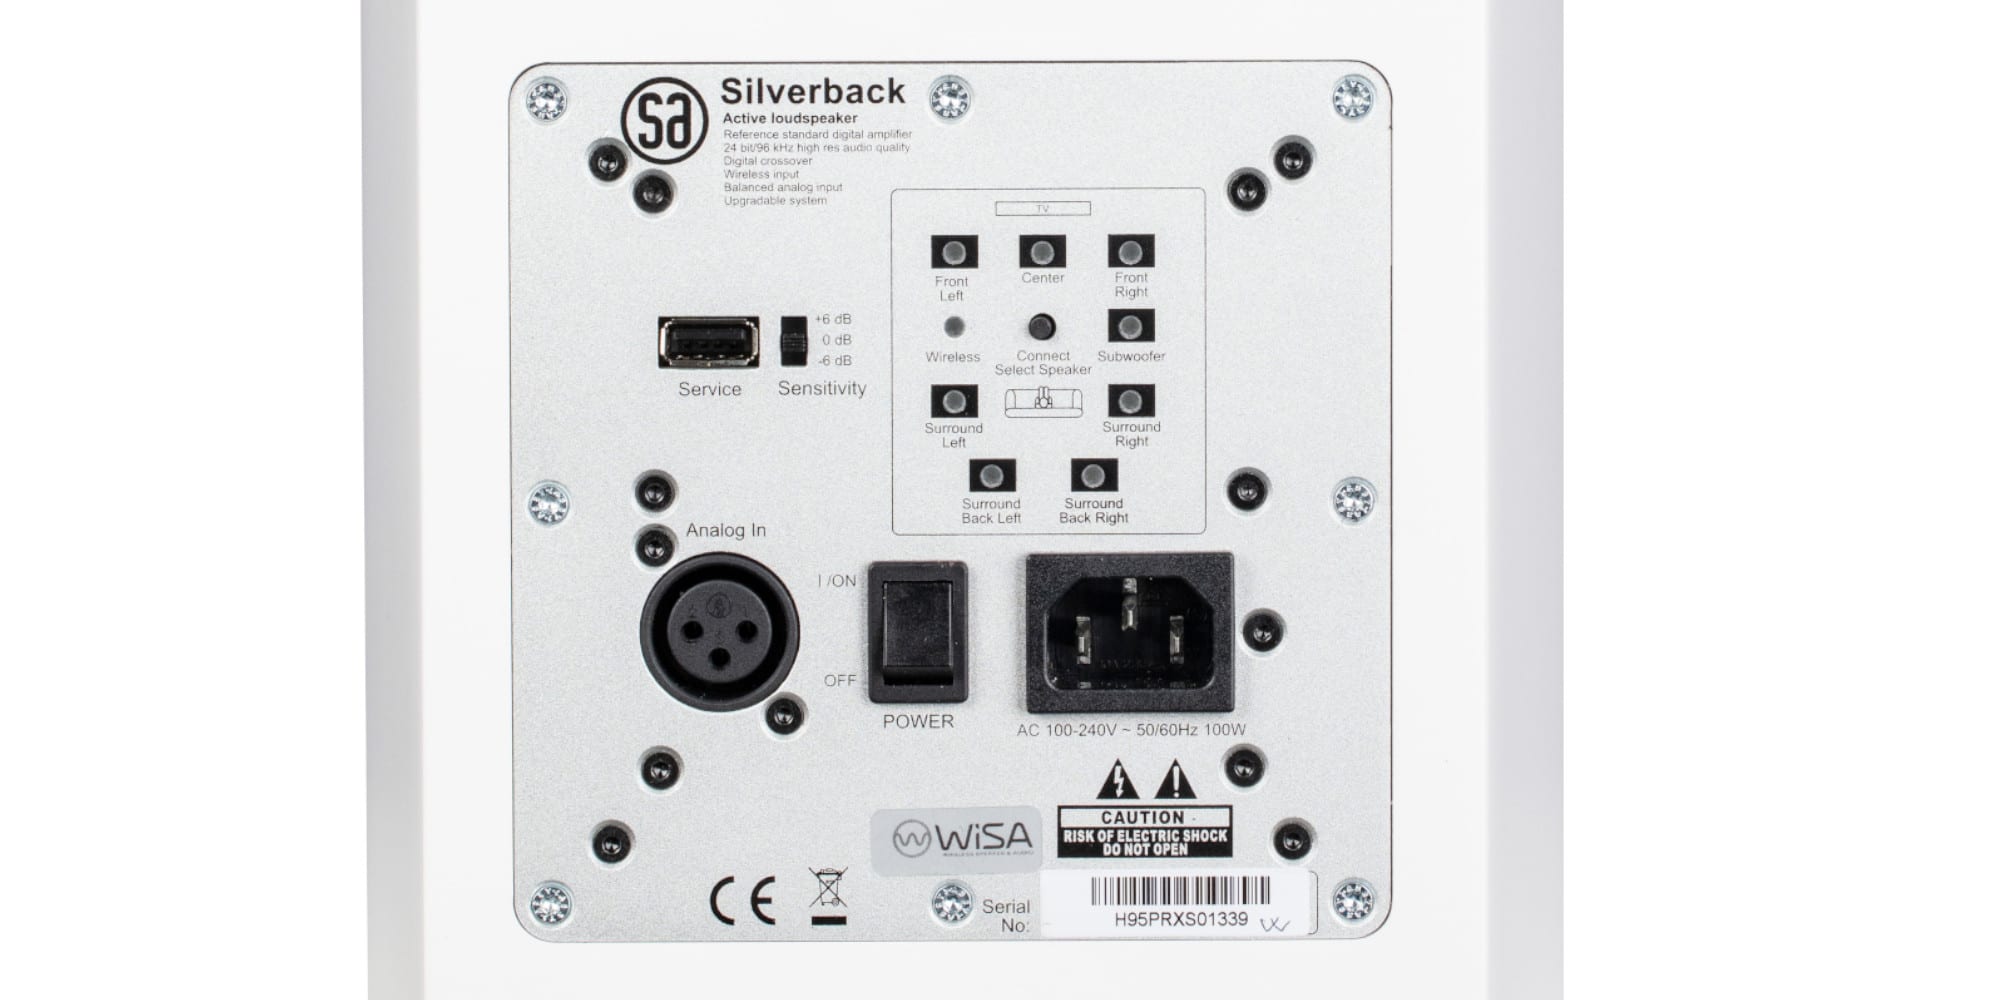 sa
Silverback
Active loudspeaker
Reference standard digital amplifier
24 bit/96 kHz high res audio quality
Digital crossover
Wireless input
Balanced analog input
Upgradable system
TV
Front
Left
Center
Front
Right
Wireless
Connect
Select Speaker
Subwoofer
Surround
Left
Surround
Right
Surround
Back Left
Surround
Back Right
+6 dB
0 dB
-6 dB
Service
Sensitivity
Analog In
I /ON
OFF
POWER
AC 100-240V ~ 50/60Hz 100W
WiSA
WIRELESS SPEAKER & AUDIO
CAUTION
RISK OF ELECTRIC SHOCK
DO NOT OPEN
CE
Serial
No:
H95PRXS01339